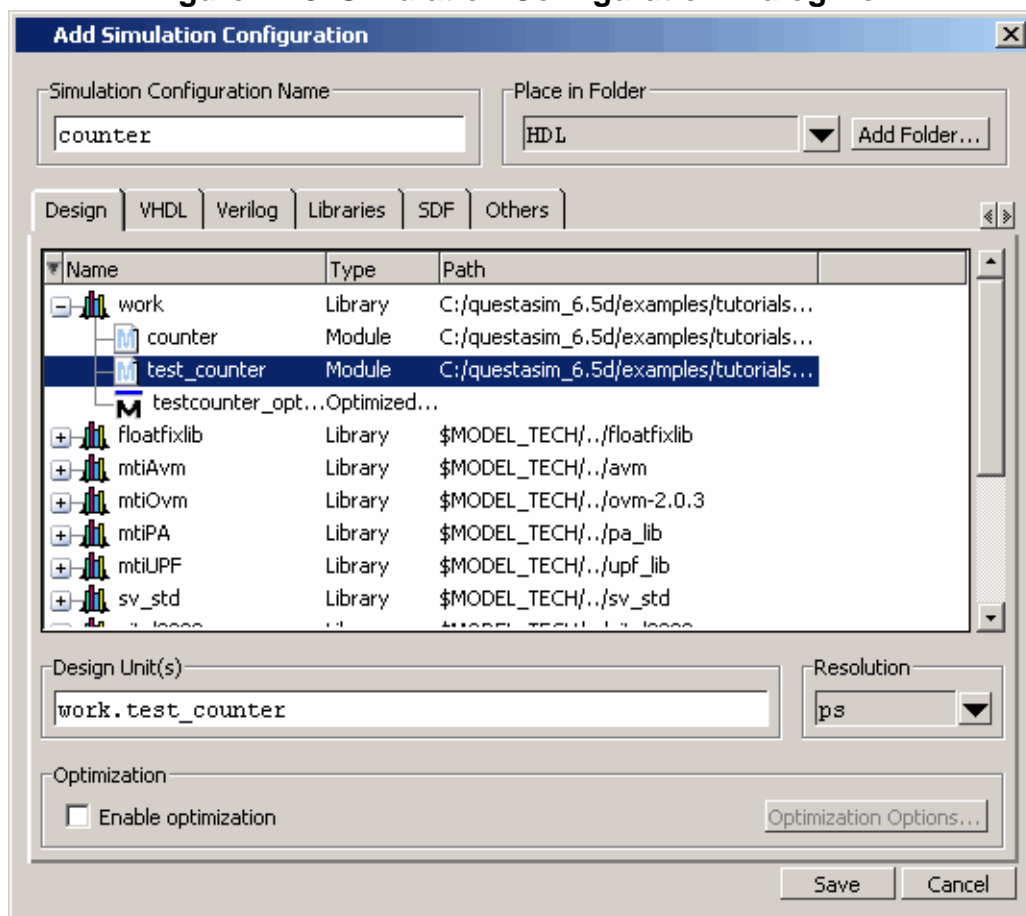 Add Simulation Configuration
Simulation Configuration Name
Place in Folder
counter
HDL
Add Folder...
Design VHDL Verilog Libraries SDF Others
Name Type Path
work Library C:/questasim_6.5d/examples/tutorials...
counter Module C:/questasim_6.5d/examples/tutorials...
test_counter Module C:/questasim_6.5d/examples/tutorials...
testcounter_opt... Optimized...
floatfixlib Library $MODEL_TECH/../floatfixlib
mtiAvm Library $MODEL_TECH/../avm
mtiOvm Library $MODEL_TECH/../ovm-2.0.3
mtiPA Library $MODEL_TECH/../pa_lib
mtiUPF Library $MODEL_TECH/../upf_lib
sv_std Library $MODEL_TECH/../sv_std
Design Unit(s)
Resolution
work.test_counter
ps
Optimization
Enable optimization
Optimization Options...
Save Cancel